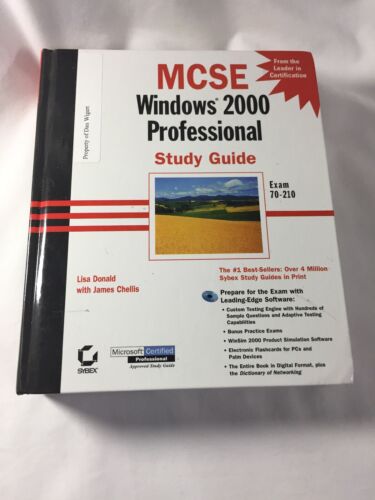 From the
Leader in
Certification
MCSE
Windows® 2000
Professional
Study Guide
Property of Dan Wigert
Exam
70-210
Lisa Donald
with James Chellis
The #1 Best-Sellers: Over 4 Million
Sybex Study Guides in Print
Prepare for the Exam with
Leading-Edge Software:
• Custom Testing Engine with Hundreds of
Sample Questions and Adaptive Testing
Capabilities
• Bonus Practice Exams
• WinSim 2000 Product Simulation Software
• Electronic Flashcards for PCs and
Palm Devices
• The Entire Book in Digital Format, plus
the Dictionary of Networking
SYBEX
Microsoft Certified
Professional
Approved Study Guide